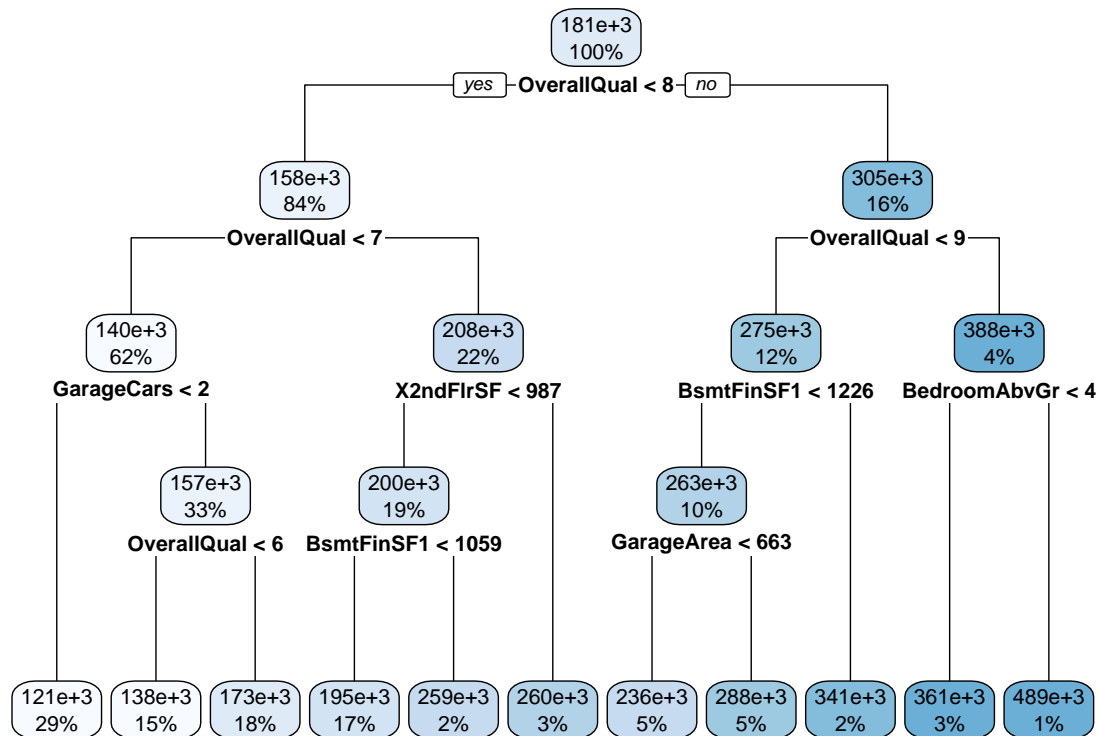 181e+3
100%
yes OverallQual < 8 no
158e+3
84%
305e+3
16%
OverallQual < 7
OverallQual < 9
140e+3
62%
208e+3
22%
275e+3
12%
388e+3
4%
GarageCars < 2
X2ndFlrSF < 987
BsmtFinSF1 < 1226
BedroomAbvGr < 4
157e+3
33%
200e+3
19%
263e+3
10%
OverallQual < 6
BsmtFinSF1 < 1059
GarageArea < 663
121e+3
29%
138e+3
15%
173e+3
18%
195e+3
17%
259e+3
2%
260e+3
3%
236e+3
5%
288e+3
5%
341e+3
2%
361e+3
3%
489e+3
1%